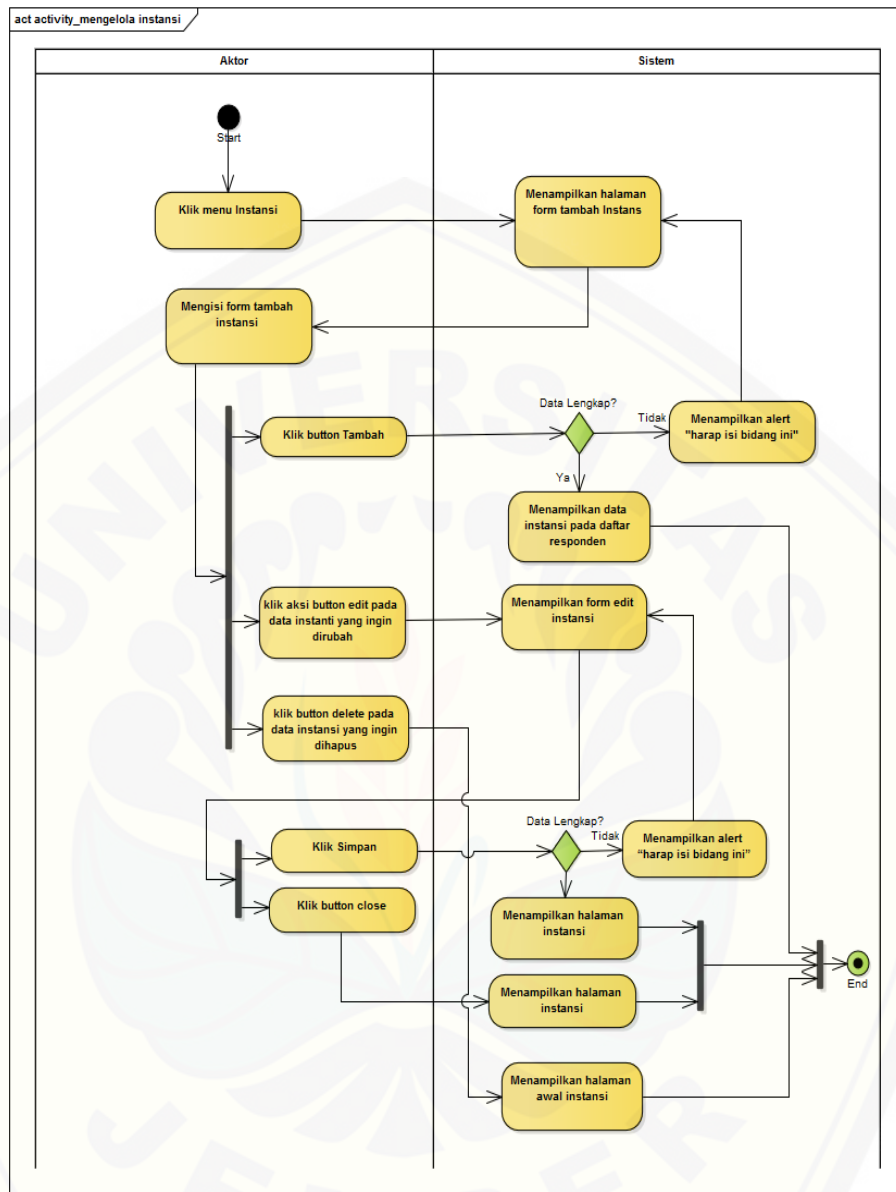 act activity_mengelola instansi
Aktor
Sistem
Start
Klik menu Instansi
Menampilkan halaman
form tambah Instans
Mengisi form tambah
instansi
Data Lengkap?
Klik button Tambah
Tidak
Menampilkan alert
"harap isi bidang ini"
Ya
Menampilkan data
instansi pada daftar
responden
klik aksi button edit pada
data instanti yang ingin
dirubah
Menampilkan form edit
instansi
klik button delete pada
data instansi yang ingin
dihapus
Data Lengkap?
Klik Simpan
Tidak
Menampilkan alert
“harap isi bidang ini”
Klik button close
Menampilkan halaman
instansi
End
Menampilkan halaman
instansi
Menampilkan halaman
awal instansi
UNIVERSITAS
JEMBER